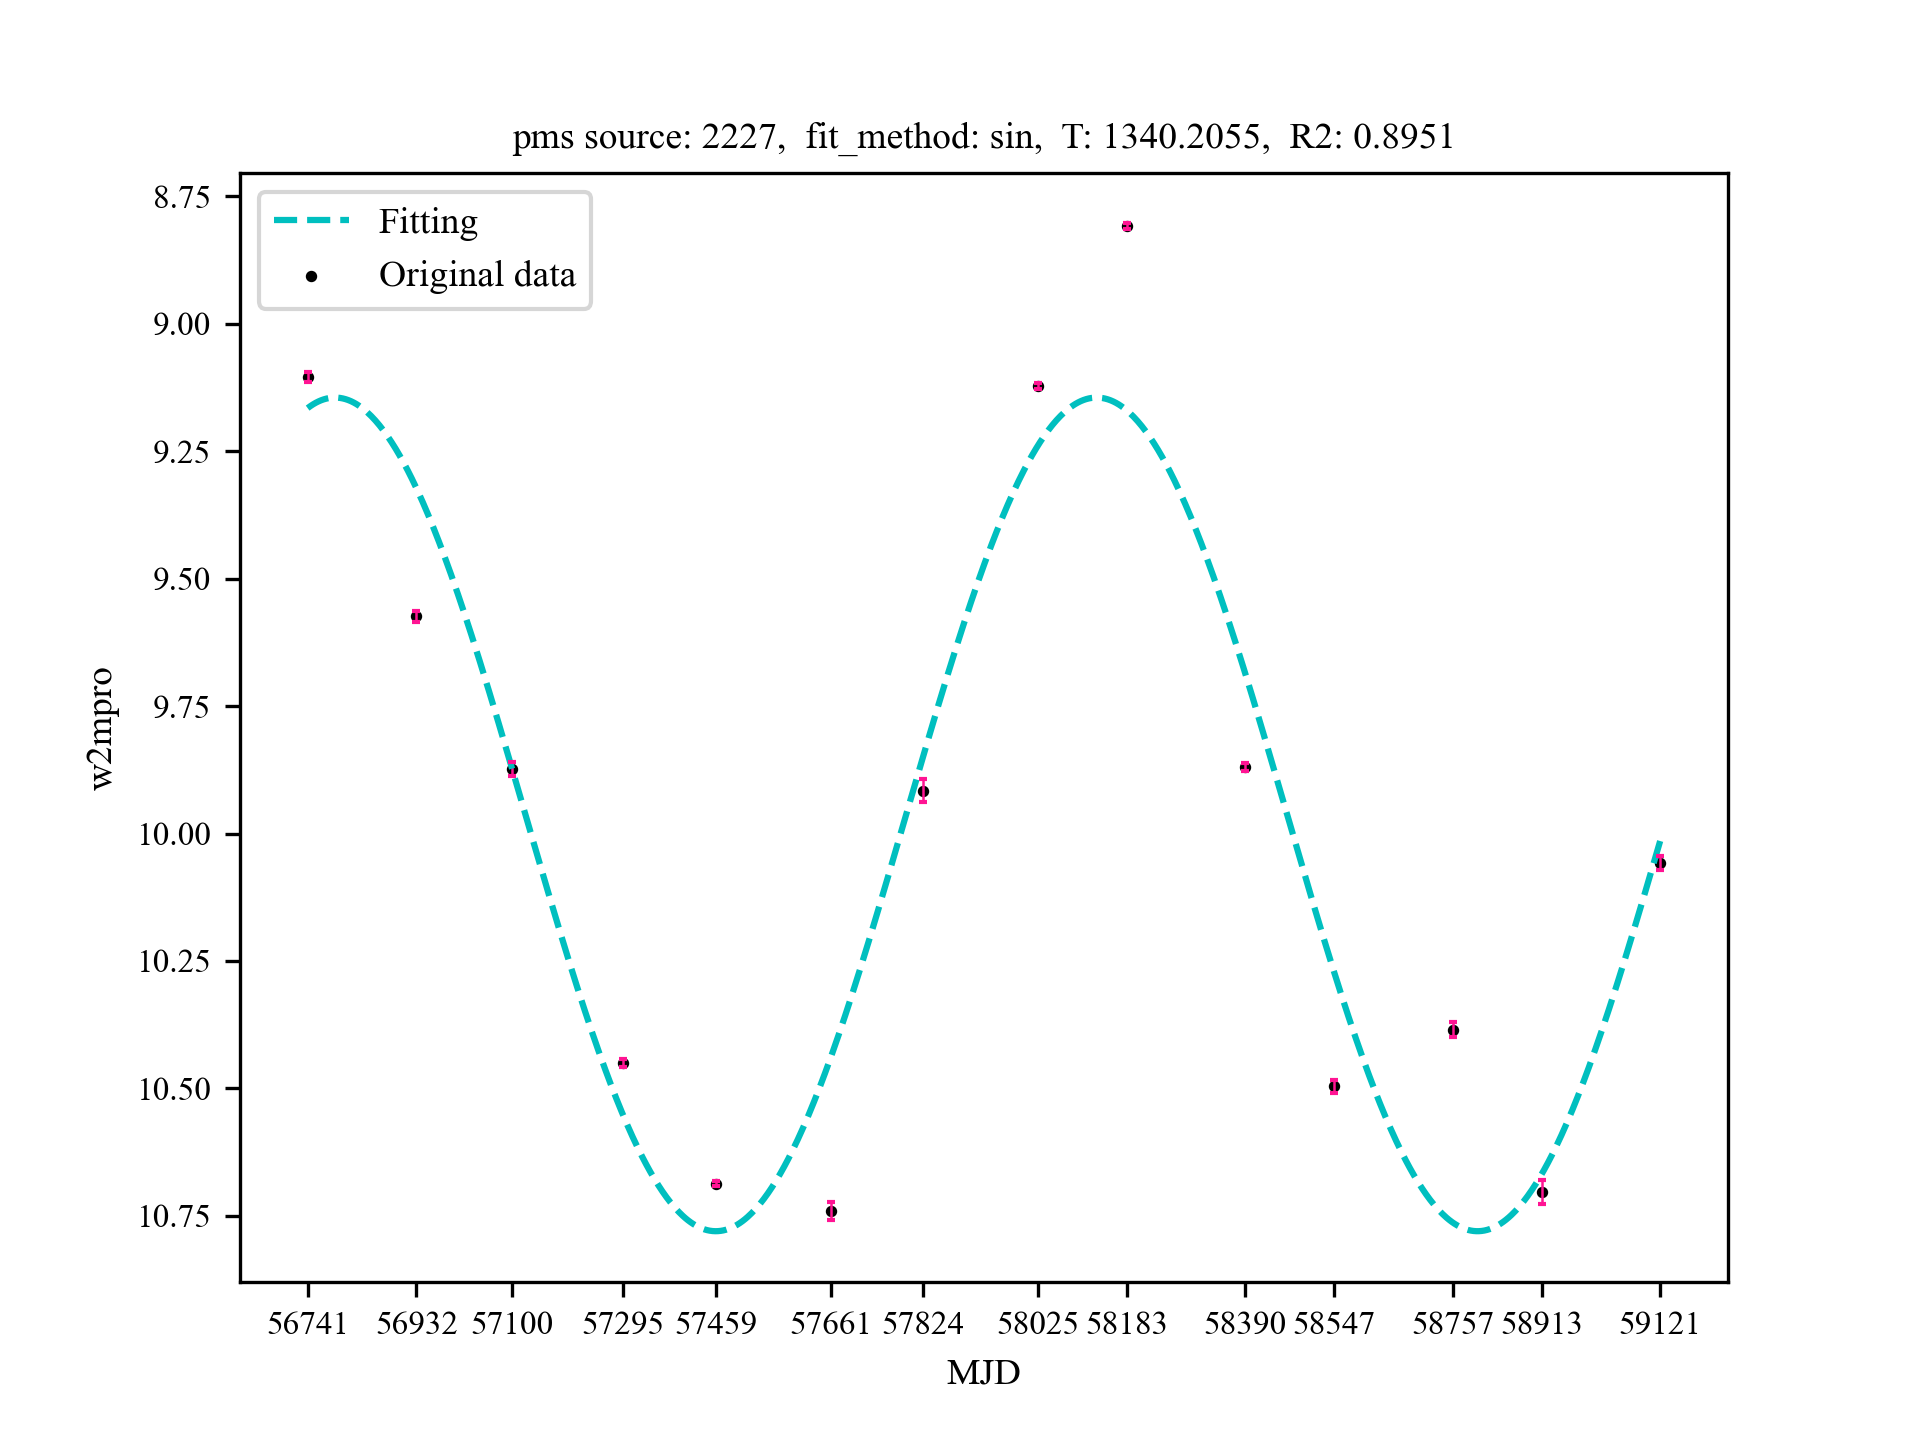 pms source: 2227,  fit_method: sin,  T: 1340.2055,  R2: 0.8951
Fitting
Original data
8.75
9.00
9.25
9.50
9.75
10.00
10.25
10.50
10.75
w2mpro
56741 56932 57100 57295 57459 57661 57824 58025 58183 58390 58547 58757 58913 59121
MJD